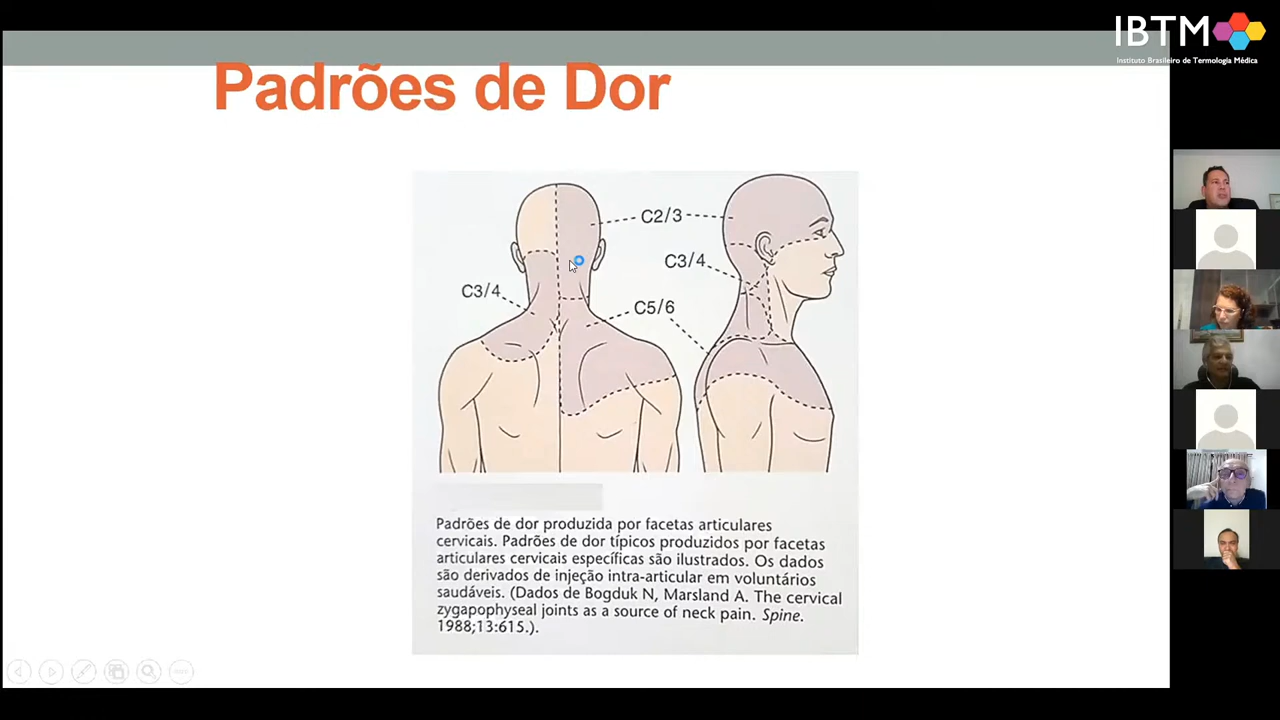 IBTM
Instituto Brasileiro de Termologia Médica
Padrões de Dor
C2/3
C3/4
C3/4
C5/6
Padrões de dor produzida por facetas articulares
cervicais. Padrões de dor típicos produzidos por facetas
articulares cervicais específicas são ilustrados. Os dados
são derivados de injeção intra-articular em voluntários
saudáveis. (Dados de Bogduk N, Marsland A. The cervical
zygapophyseal joints as a source of neck pain. Spine.
1988;13:615.).